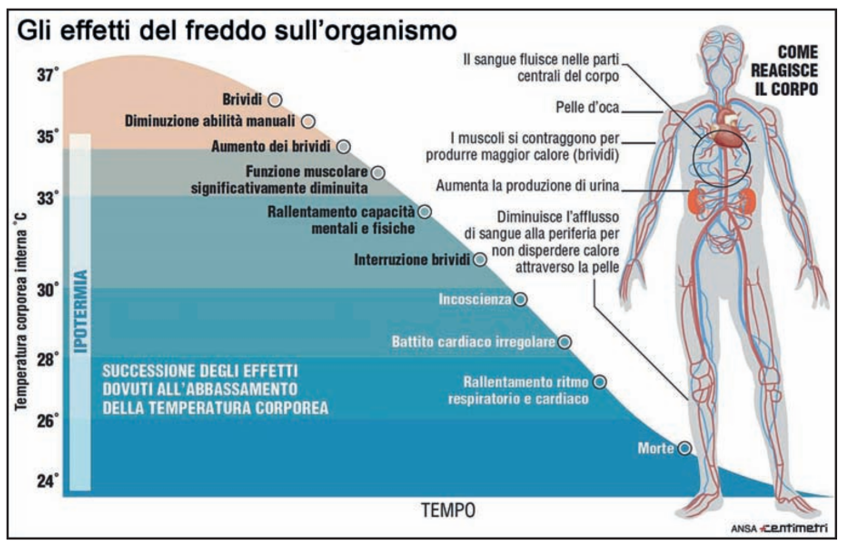 Gli effetti del freddo sull'organismo
37°
35°
33°
30°
28°
26°
24°
Temperatura corporea interna °C
IPOTERMIA
Brividi
Diminuzione abilità manuali
Aumento dei brividi
Funzione muscolare
significativamente diminuita
Rallentamento capacità
mentali e fisiche
Interruzione brividi
Incoscienza
Battito cardiaco irregolare
Rallentamento ritmo
respiratorio e cardiaco
Morte
SUCCESSIONE DEGLI EFFETTI
DOVUTI ALL'ABBASSAMENTO
DELLA TEMPERATURA CORPOREA
TEMPO
COME
REAGISCE
IL CORPO
Il sangue fluisce nelle parti
centrali del corpo
Pelle d'oca
I muscoli si contraggono per
produrre maggior calore (brividi)
Aumenta la produzione di urina
Diminuisce l'afflusso
di sangue alla periferia per
non disperdere calore
attraverso la pelle
ANSA centimetri